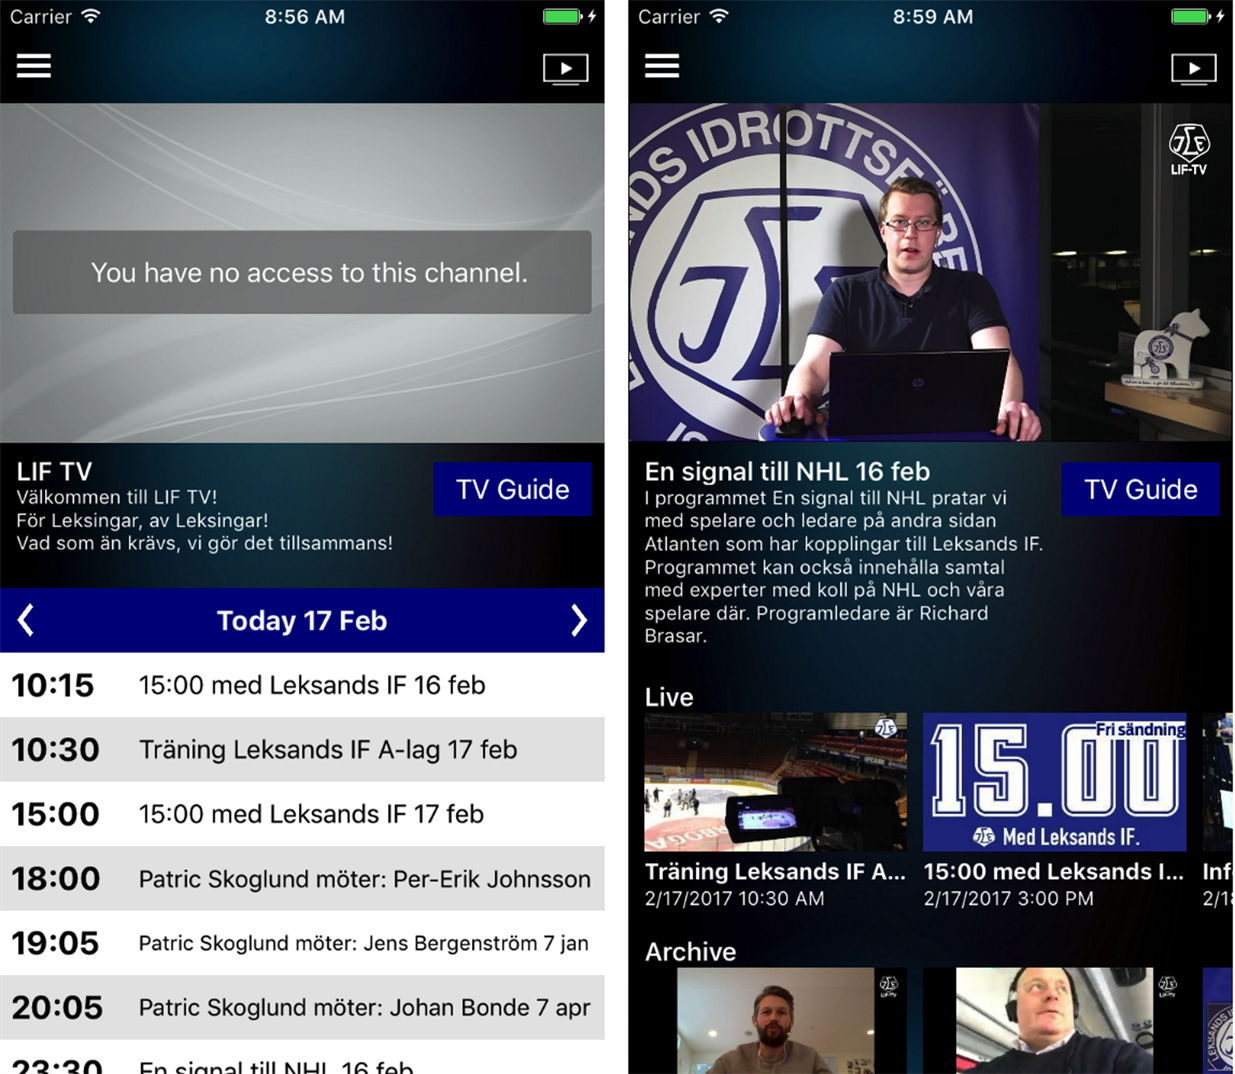 Carrier 8:56 AM
You have no access to this channel.
LIF TV
TV Guide
Välkommen till LIF TV!
För Leksingar, av Leksingar!
Vad som än krävs, vi gör det tillsammans!
Today 17 Feb
10:15 15:00 med Leksands IF 16 feb
10:30 Träning Leksands IF A-lag 17 feb
15:00 15:00 med Leksands IF 17 feb
18:00 Patric Skoglund möter: Per-Erik Johnsson
19:05 Patric Skoglund möter: Jens Bergenström 7 jan
20:05 Patric Skoglund möter: Johan Bonde 7 apr
23:30 En signal till NHL 16 feb
Carrier 8:59 AM
NDS IDROTTSFÖRE
LIF-TV
hp
En signal till NHL 16 feb
TV Guide
I programmet En signal till NHL pratar vi
med spelare och ledare på andra sidan
Atlanten som har kopplingar till Leksands IF.
Programmet kan också innehålla samtal
med experter med koll på NHL och våra
spelare där. Programledare är Richard
Brasar.
Live
Fri sändning
15.00
Med Leksands IF.
Träning Leksands IF A...
2/17/2017 10:30 AM
15:00 med Leksands I...
2/17/2017 3:00 PM
Inf
2/18
Archive
LIF-TV
LIF-TV